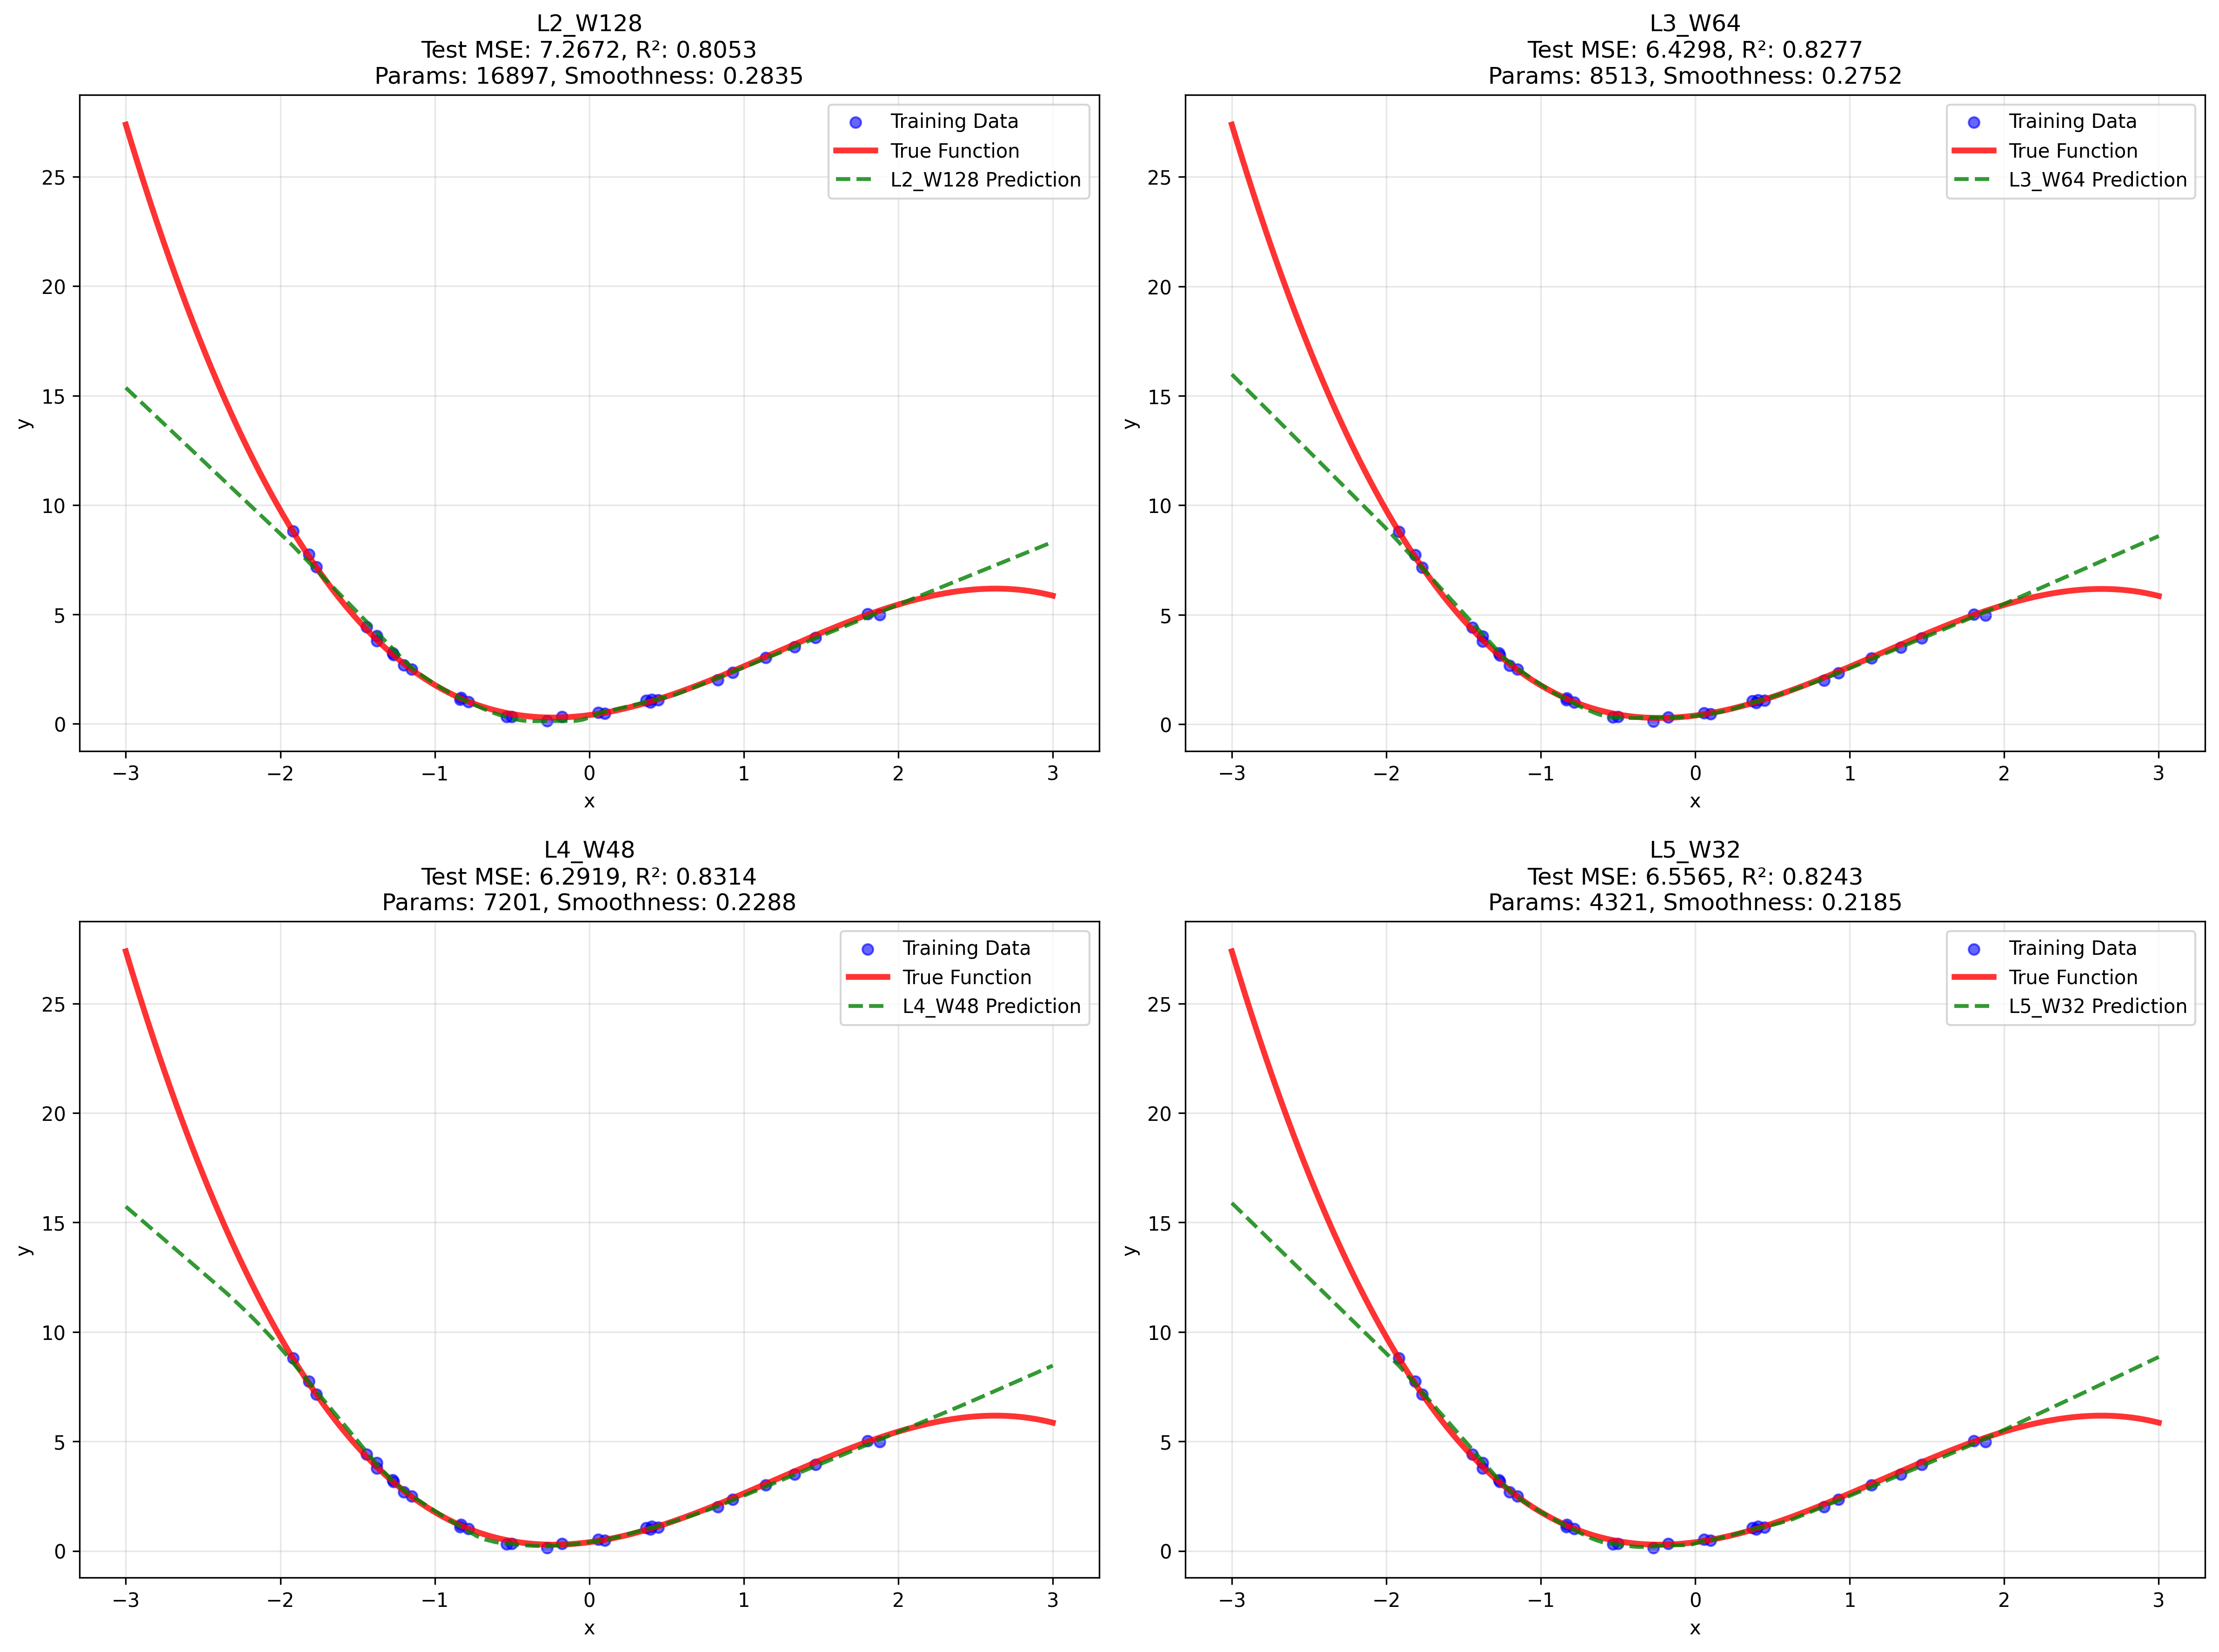 L2_W128
Test MSE: 7.2672, R²: 0.8053
Params: 16897, Smoothness: 0.2835
Training Data
True Function
L2_W128 Prediction
25
20
15
10
5
0
y
−3 −2 −1 0 1 2 3
x
L3_W64
Test MSE: 6.4298, R²: 0.8277
Params: 8513, Smoothness: 0.2752
Training Data
True Function
L3_W64 Prediction
25
20
15
10
5
0
y
−3 −2 −1 0 1 2 3
x
L4_W48
Test MSE: 6.2919, R²: 0.8314
Params: 7201, Smoothness: 0.2288
Training Data
True Function
L4_W48 Prediction
25
20
15
10
5
0
y
−3 −2 −1 0 1 2 3
x
L5_W32
Test MSE: 6.5565, R²: 0.8243
Params: 4321, Smoothness: 0.2185
Training Data
True Function
L5_W32 Prediction
25
20
15
10
5
0
y
−3 −2 −1 0 1 2 3
x